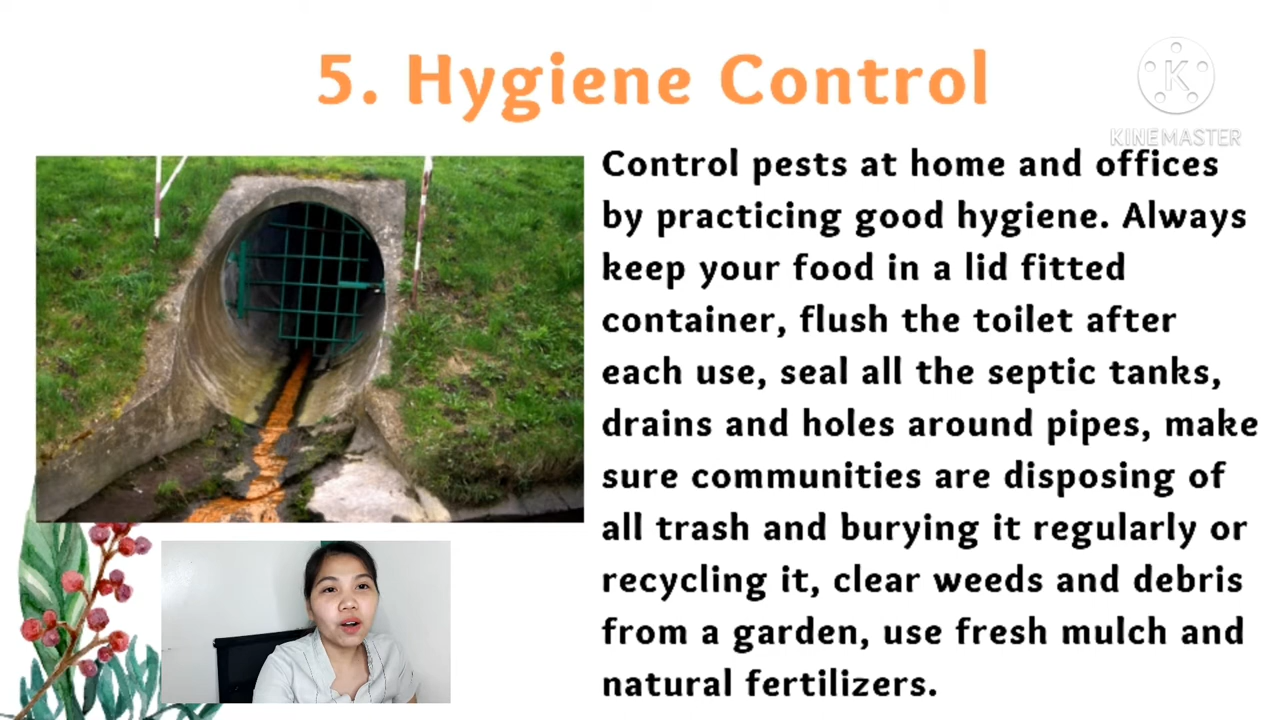 5. Hygiene Control
K
KINEMASTER
Control pests at home and offices
by practicing good hygiene. Always
keep your food in a lid fitted
container, flush the toilet after
each use, seal all the septic tanks,
drains and holes around pipes, make
sure communities are disposing of
all trash and burying it regularly or
recycling it, clear weeds and debris
from a garden, use fresh mulch and
natural fertilizers.